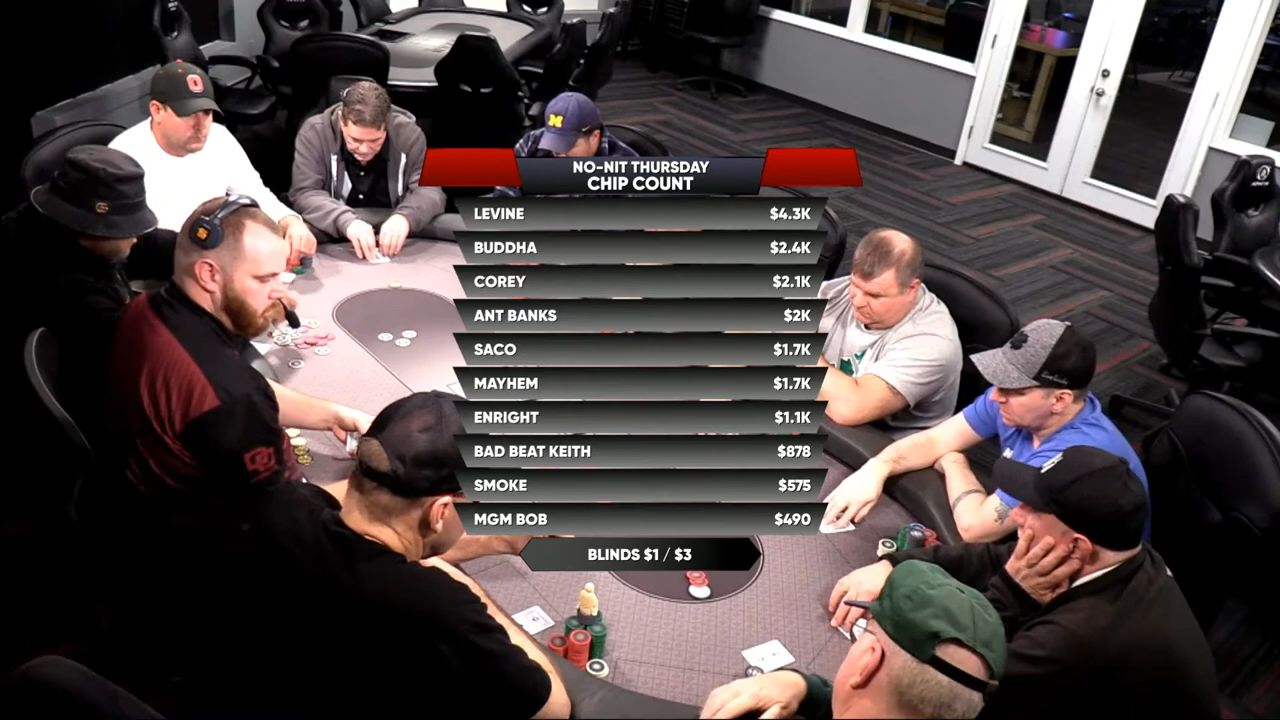 NO-NIT THURSDAY
CHIP COUNT
LEVINE $4.3K
BUDDHA $2.4K
COREY $2.1K
ANT BANKS $2K
SACO $1.7K
MAYHEM $1.7K
ENRIGHT $1.1K
BAD BEAT KEITH $878
SMOKE $575
MGM BOB $490
BLINDS $1 / $3
O
M